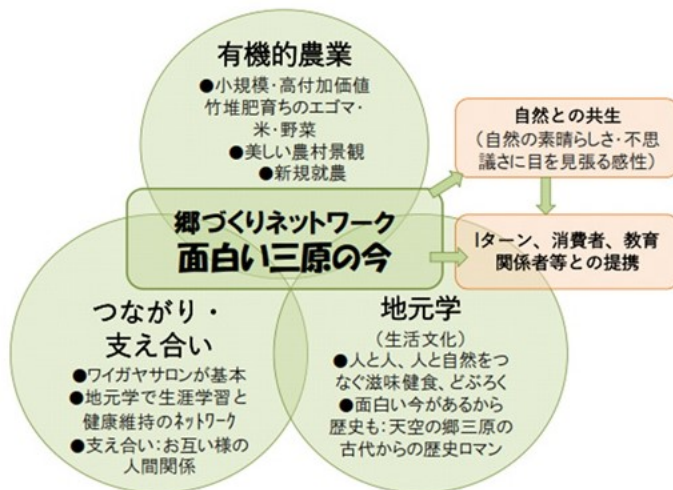 有機的農業
●小規模・高付加価値
竹堆肥育ちのエゴマ・
米・野菜
●美しい農村景観
●新規就農
自然との共生
（自然の素晴らしさ・不思
議さに目を見張る感性）
郷づくりネットワーク
面白い三原の今
Iターン、消費者、教育
関係者等との提携
つながり・
支え合い
●ワイガヤサロンが基本
●地元学で生涯学習と
健康維持のネットワーク
●支え合い：お互い様の
人間関係
地元学
（生活文化）
●人と人、人と自然をつ
なぐ滋味健食、どぶろく
●面白い今があるから
歴史も：天空の郷三原の
古代からの歴史ロマン